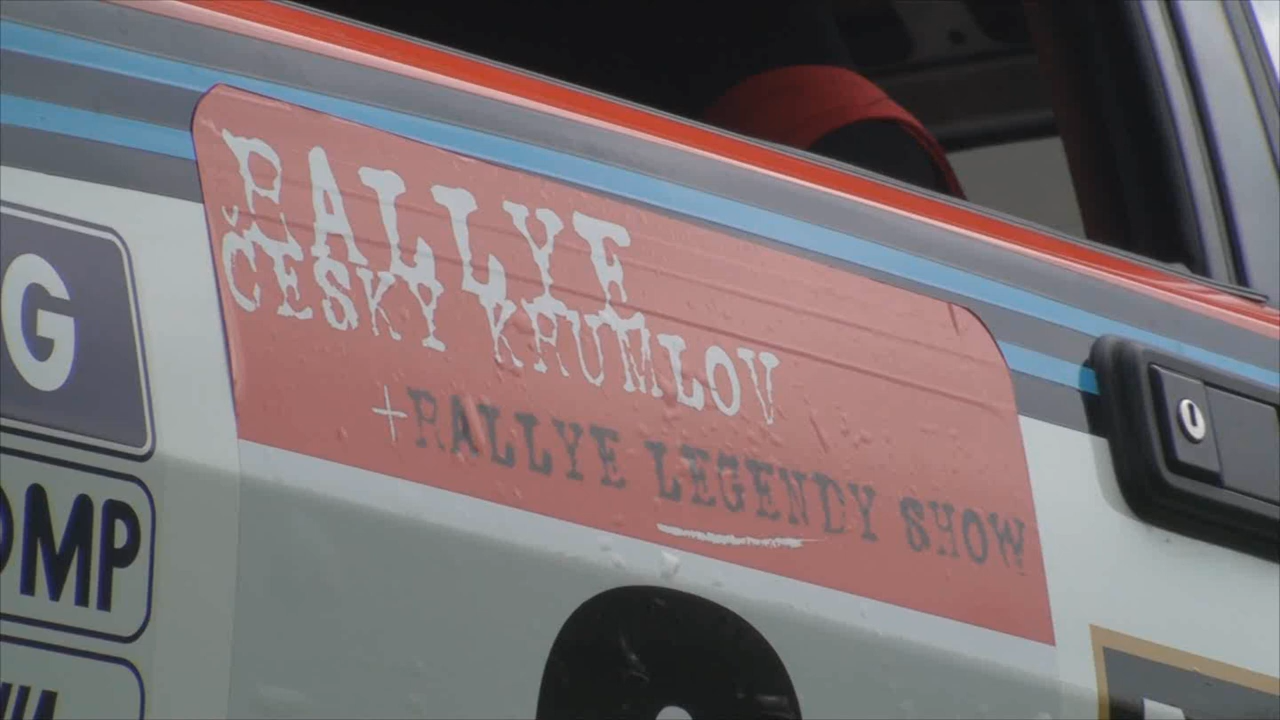 RALLYE
ČESKÝ KRUMLOV
+RALLYE LEGENDY SHOW
G
OMP